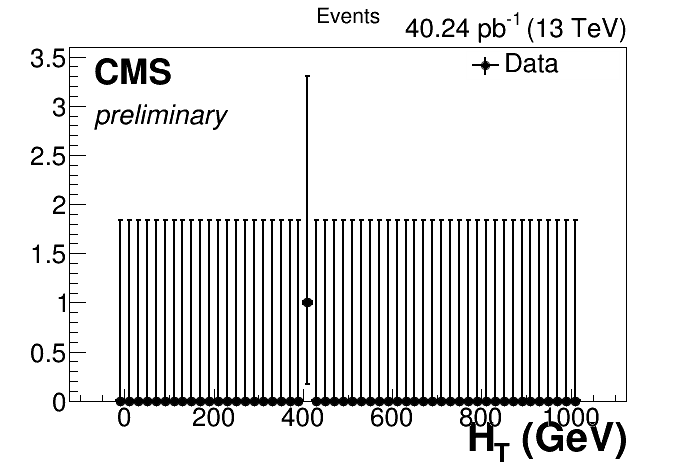 Events
40.24 pb-1 (13 TeV)
CMS
preliminary
Data
3.5
3
2.5
2
1.5
1
0.5
0
0 200 400 600 800 1000
HT (GeV)